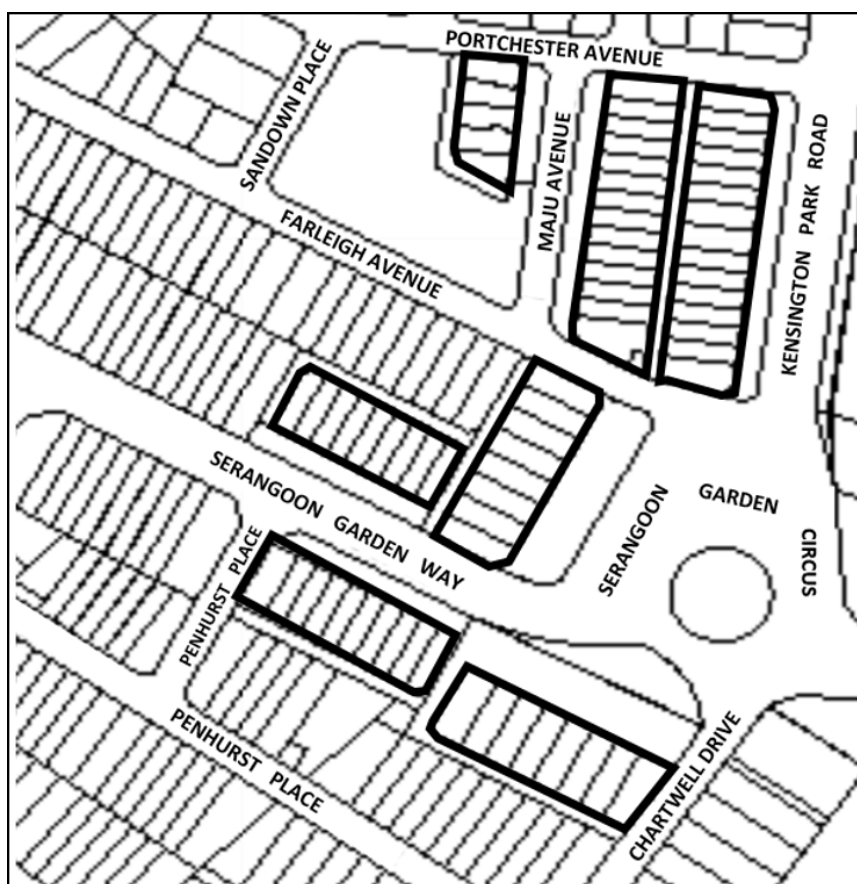 PORTCHESTER AVENUE
SANDOWN PLACE
MAJU AVENUE
KENSINGTON PARK ROAD
FARLEIGH AVENUE
SERANGOON GARDEN WAY
SERANGOON GARDEN CIRCUS
PENHURST PLACE
PENHURST PLACE
CHARTWELL DRIVE